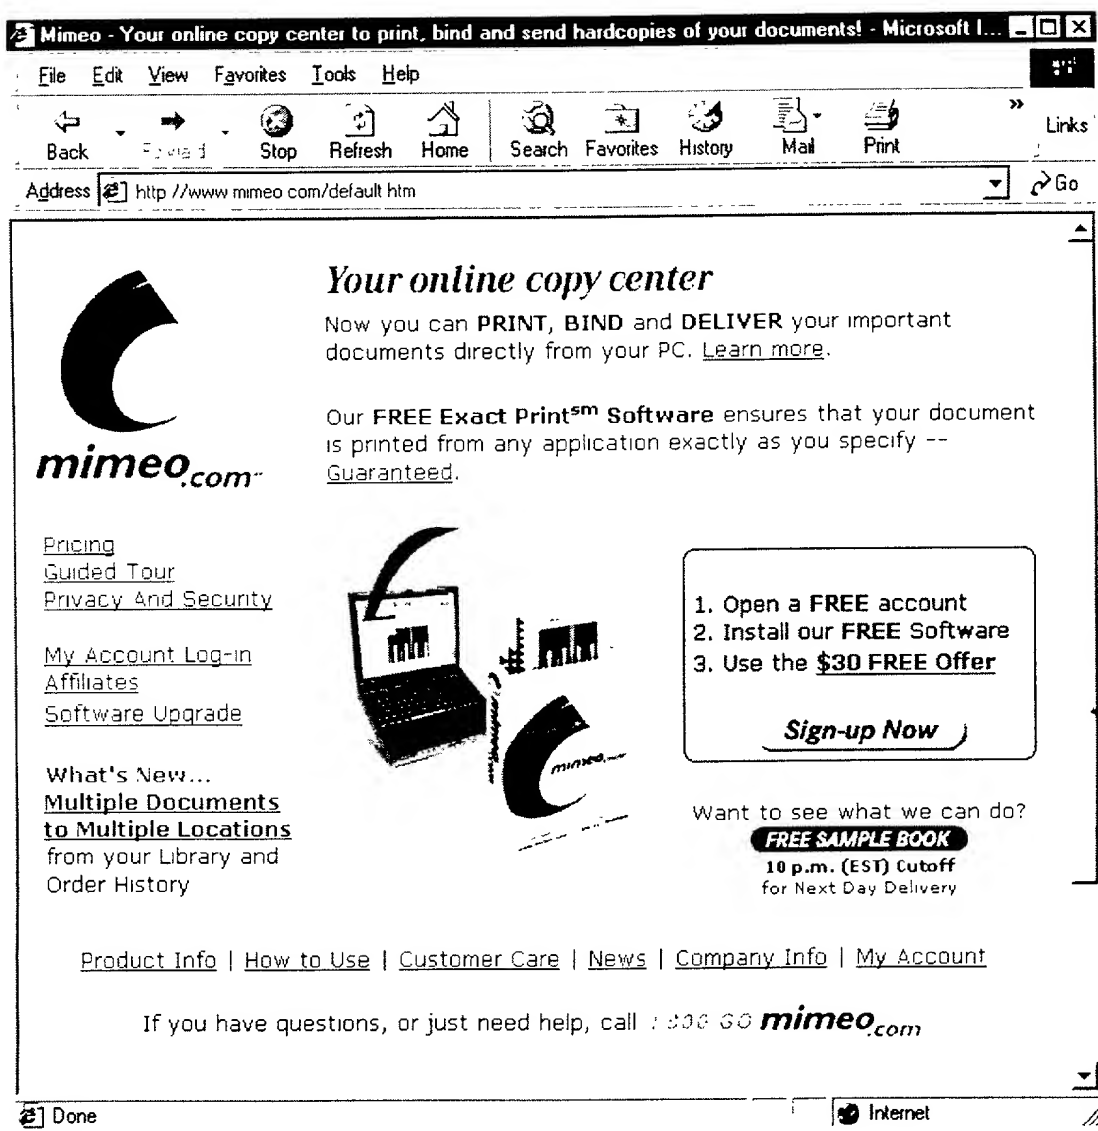 Mimeo - Your online copy center to print, bind and send hardcopies of your documents! - Microsoft I...
File Edit View Favorites Tools Help
Back Forward Stop Refresh Home Search Favorites History Mail Print » Links
Address http //www mimeo com/default htm Go
Your online copy center
Now you can PRINT, BIND and DELIVER your important
documents directly from your PC. Learn more.
Our FREE Exact Print^sm Software ensures that your document
is printed from any application exactly as you specify --
Guaranteed.
mimeo.com
Pricing
Guided Tour
Privacy And Security
My Account Log-in
Affiliates
Software Upgrade
What's New...
Multiple Documents
to Multiple Locations
from your Library and
Order History
mimeo.com
1. Open a FREE account
2. Install our FREE Software
3. Use the $30 FREE Offer
Sign-up Now
Want to see what we can do?
FREE SAMPLE BOOK
10 p.m. (EST) Cutoff
for Next Day Delivery
Product Info | How to Use | Customer Care | News | Company Info | My Account
If you have questions, or just need help, call 1 800 GO mimeo.com
Done Internet